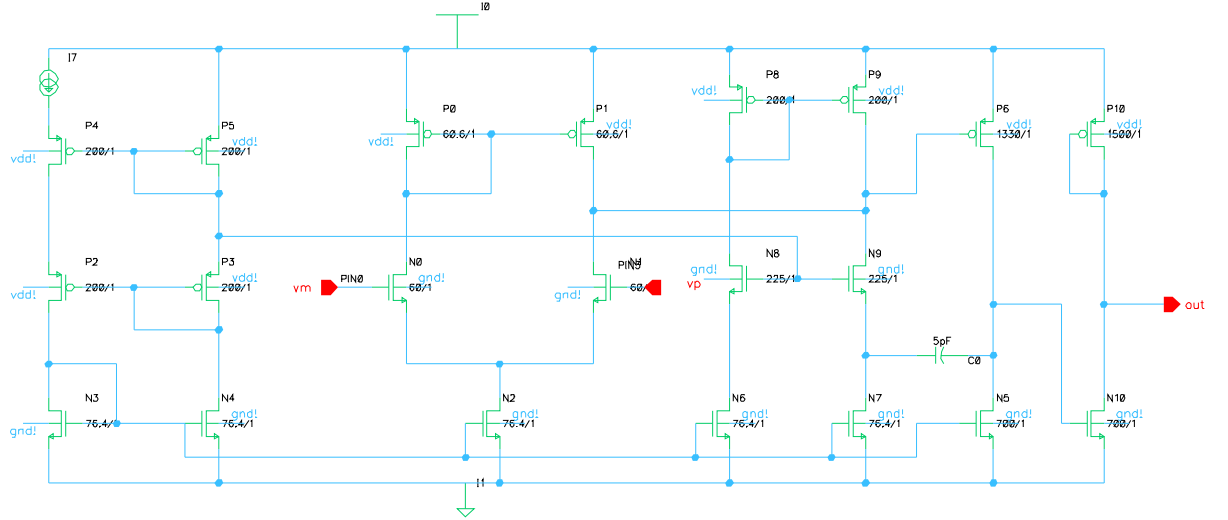 I0
I7
P8
P9
vdd!
200/1
200/1
P0
P1
P6
P10
vdd!
vdd!
vdd!
vdd!
60.6/1
60.6/1
1330/1
1500/1
P4
P5
vdd!
vdd!
200/1
200/1
P2
P3
N0
PIN0
N8
N9
vdd!
vdd!
200/1
200/1
gnd!
gnd!
gnd!
gnd!
vm
60/1
vp
225/1
225/1
out
5pF
C0
N3
N4
N2
N6
N7
N5
N10
gnd!
gnd!
gnd!
gnd!
gnd!
gnd!
gnd!
76.4/1
76.4/1
76.4/1
76.4/1
76.4/1
700/1
700/1
I1